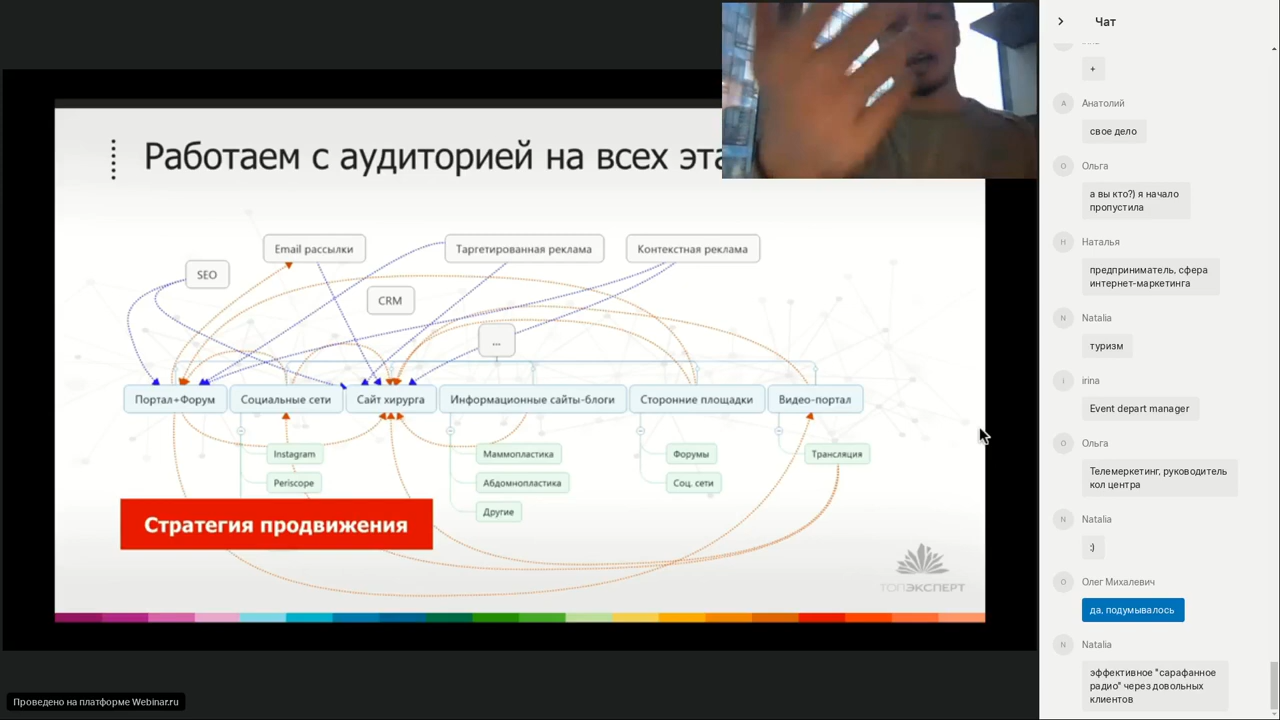 Работаем с аудиторией на всех
Email рассылки
Таргетированная реклама
Контекстная реклама
SEO
CRM
...
Портал+Форум
Социальные сети
Сайт хирурга
Информационные сайты-блоги
Сторонние площадки
Видео-портал
Instagram
Periscope
Маммопластика
Абдомнопластика
Другие
Форумы
Соц. сети
Трансляция
Стратегия продвижения
ТОПЭКСПЕРТ
Проведено на платформе Webinar.ru
Чат
+
А
Анатолий
свое дело
О
Ольга
а вы кто?) я начало
пропустила
Н
Наталья
предприниматель, сфера
интернет-маркетинга
N
Natalia
туризм
i
irina
Event depart manager
О
Ольга
Телемаркетинг, руководитель
кол центра
N
Natalia
:)
О
Олег Михалевич
да, подумывалось
N
Natalia
эффективное "сарафанное
радио" через довольных
клиентов